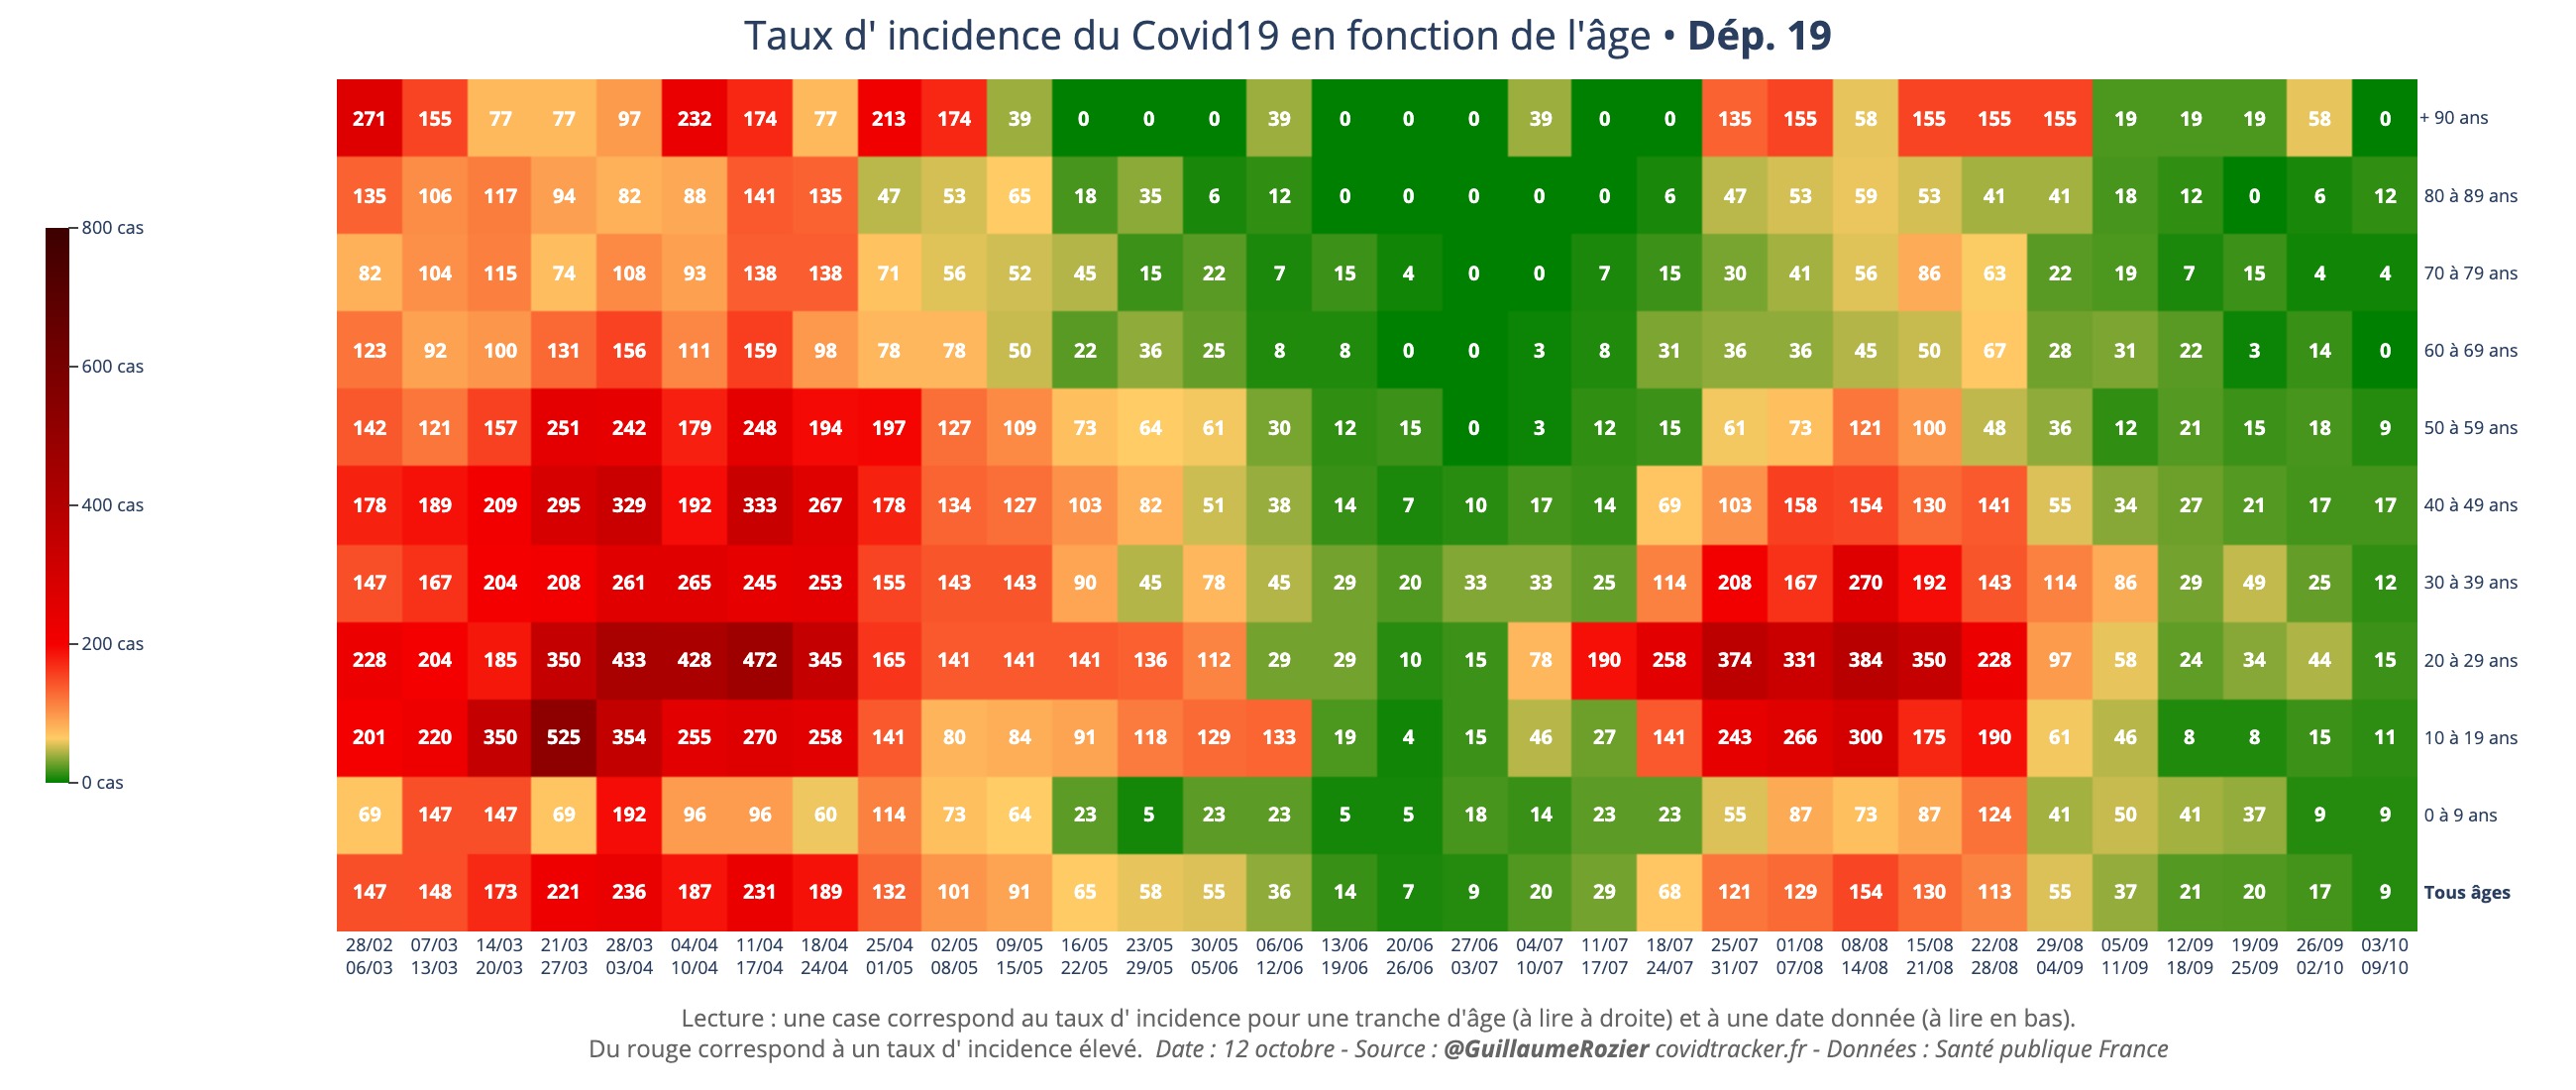 Taux d' incidence du Covid19 en fonction de l'âge • Dép. 19
800 cas
600 cas
400 cas
200 cas
0 cas
271 155 77 77 97 232 174 77 213 174 39 0 0 0 39 0 0 0 39 0 0 135 155 58 155 155 155 19 19 19 58 0 + 90 ans
135 106 117 94 82 88 141 135 47 53 65 18 35 6 12 0 0 0 0 0 6 47 53 59 53 41 41 18 12 0 6 12 80 à 89 ans
82 104 115 74 108 93 138 138 71 56 52 45 15 22 7 15 4 0 0 7 15 30 41 56 86 63 22 19 7 15 4 4 70 à 79 ans
123 92 100 131 156 111 159 98 78 78 50 22 36 25 8 8 0 0 3 8 31 36 36 45 50 67 28 31 22 3 14 0 60 à 69 ans
142 121 157 251 242 179 248 194 197 127 109 73 64 61 30 12 15 0 3 12 15 61 73 121 100 48 36 12 21 15 18 9 50 à 59 ans
178 189 209 295 329 192 333 267 178 134 127 103 82 51 38 14 7 10 17 14 69 103 158 154 130 141 55 34 27 21 17 17 40 à 49 ans
147 167 204 208 261 265 245 253 155 143 143 90 45 78 45 29 20 33 33 25 114 208 167 270 192 143 114 86 29 49 25 12 30 à 39 ans
228 204 185 350 433 428 472 345 165 141 141 141 136 112 29 29 10 15 78 190 258 374 331 384 350 228 97 58 24 34 44 15 20 à 29 ans
201 220 350 525 354 255 270 258 141 80 84 91 118 129 133 19 4 15 46 27 141 243 266 300 175 190 61 46 8 8 15 11 10 à 19 ans
69 147 147 69 192 96 96 60 114 73 64 23 5 23 23 5 5 18 14 23 23 55 87 73 87 124 41 50 41 37 9 9 0 à 9 ans
147 148 173 221 236 187 231 189 132 101 91 65 58 55 36 14 7 9 20 29 68 121 129 154 130 113 55 37 21 20 17 9 Tous âges
28/02 07/03 14/03 21/03 28/03 04/04 11/04 18/04 25/04 02/05 09/05 16/05 23/05 30/05 06/06 13/06 20/06 27/06 04/07 11/07 18/07 25/07 01/08 08/08 15/08 22/08 29/08 05/09 12/09 19/09 26/09 03/10
06/03 13/03 20/03 27/03 03/04 10/04 17/04 24/04 01/05 08/05 15/05 22/05 29/05 05/06 12/06 19/06 26/06 03/07 10/07 17/07 24/07 31/07 07/08 14/08 21/08 28/08 04/09 11/09 18/09 25/09 02/10 09/10
Lecture : une case correspond au taux d' incidence pour une tranche d'âge (à lire à droite) et à une date donnée (à lire en bas).
Du rouge correspond à un taux d' incidence élevé. Date : 12 octobre - Source : @GuillaumeRozier covidtracker.fr - Données : Santé publique France